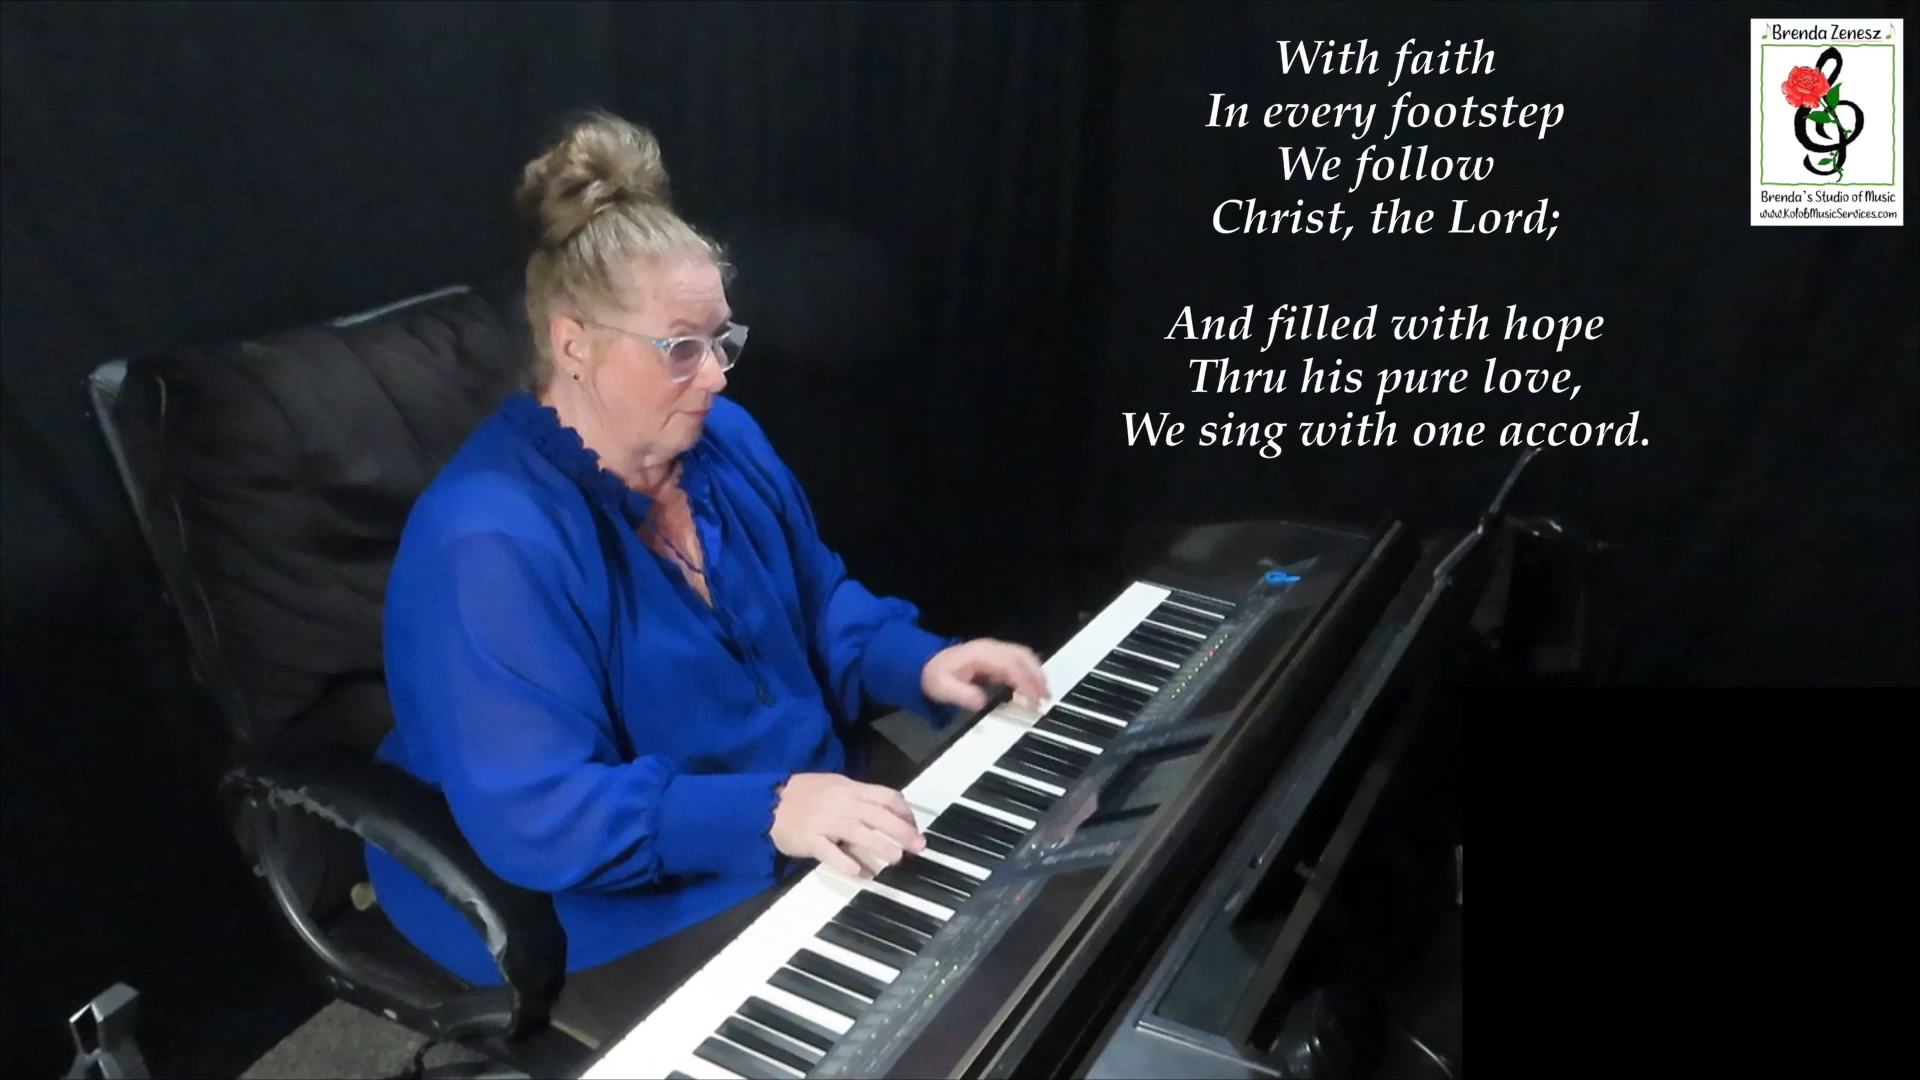 With faith
In every footstep
We follow
Christ, the Lord;
And filled with hope
Thru his pure love,
We sing with one accord.
Brenda Zenesz
Brenda's Studio of Music
www.KolobMusicServices.com